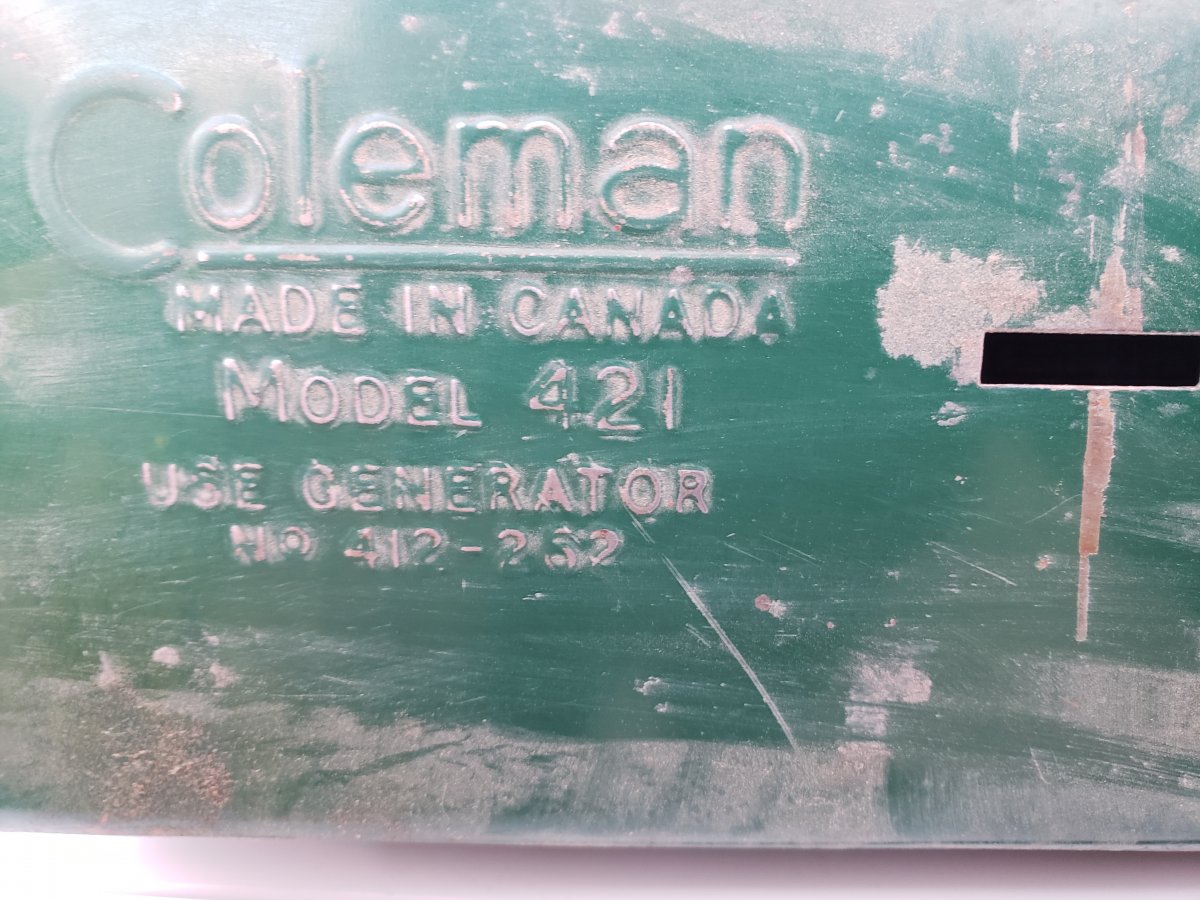 Coleman
MADE IN CANADA
MODEL 421
USE GENERATOR
No 412-252